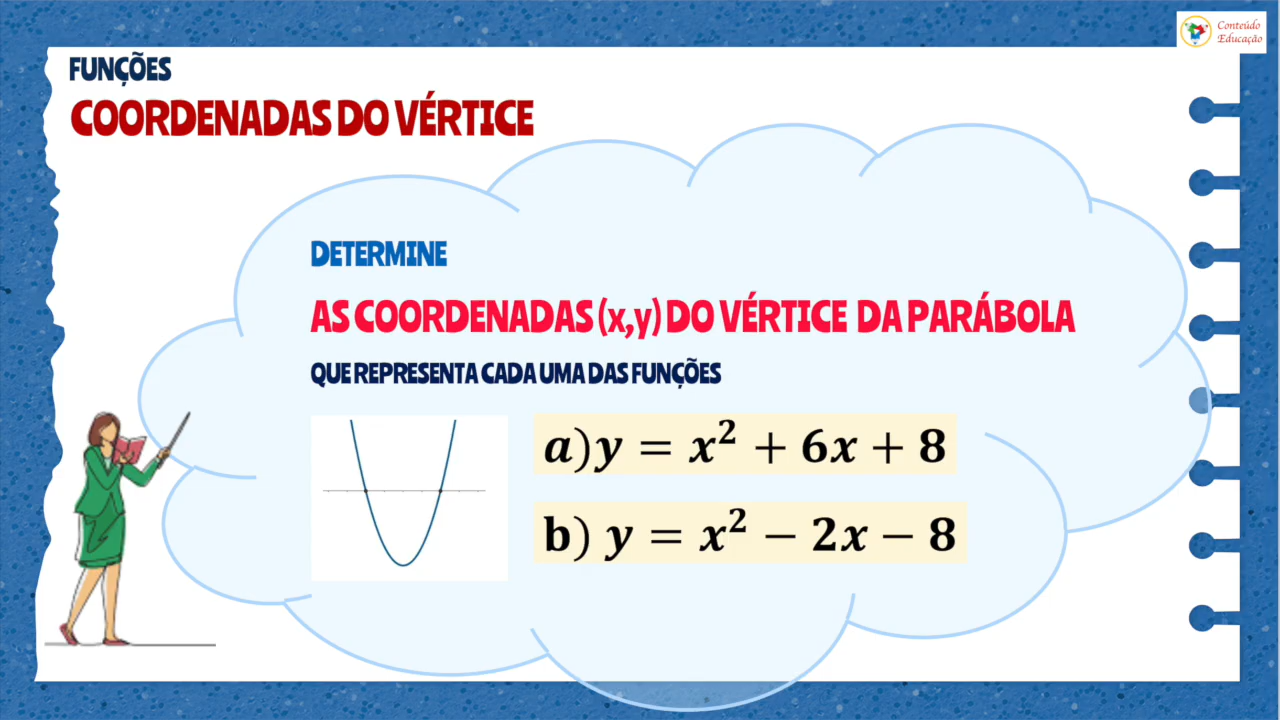 Conteúdo
Educação
FUNÇÕES
COORDENADAS DO VÉRTICE
DETERMINE
AS COORDENADAS (x,y) DO VÉRTICE DA PARÁBOLA
QUE REPRESENTA CADA UMA DAS FUNÇÕES
a) y = x² + 6x + 8
b) y = x² − 2x − 8